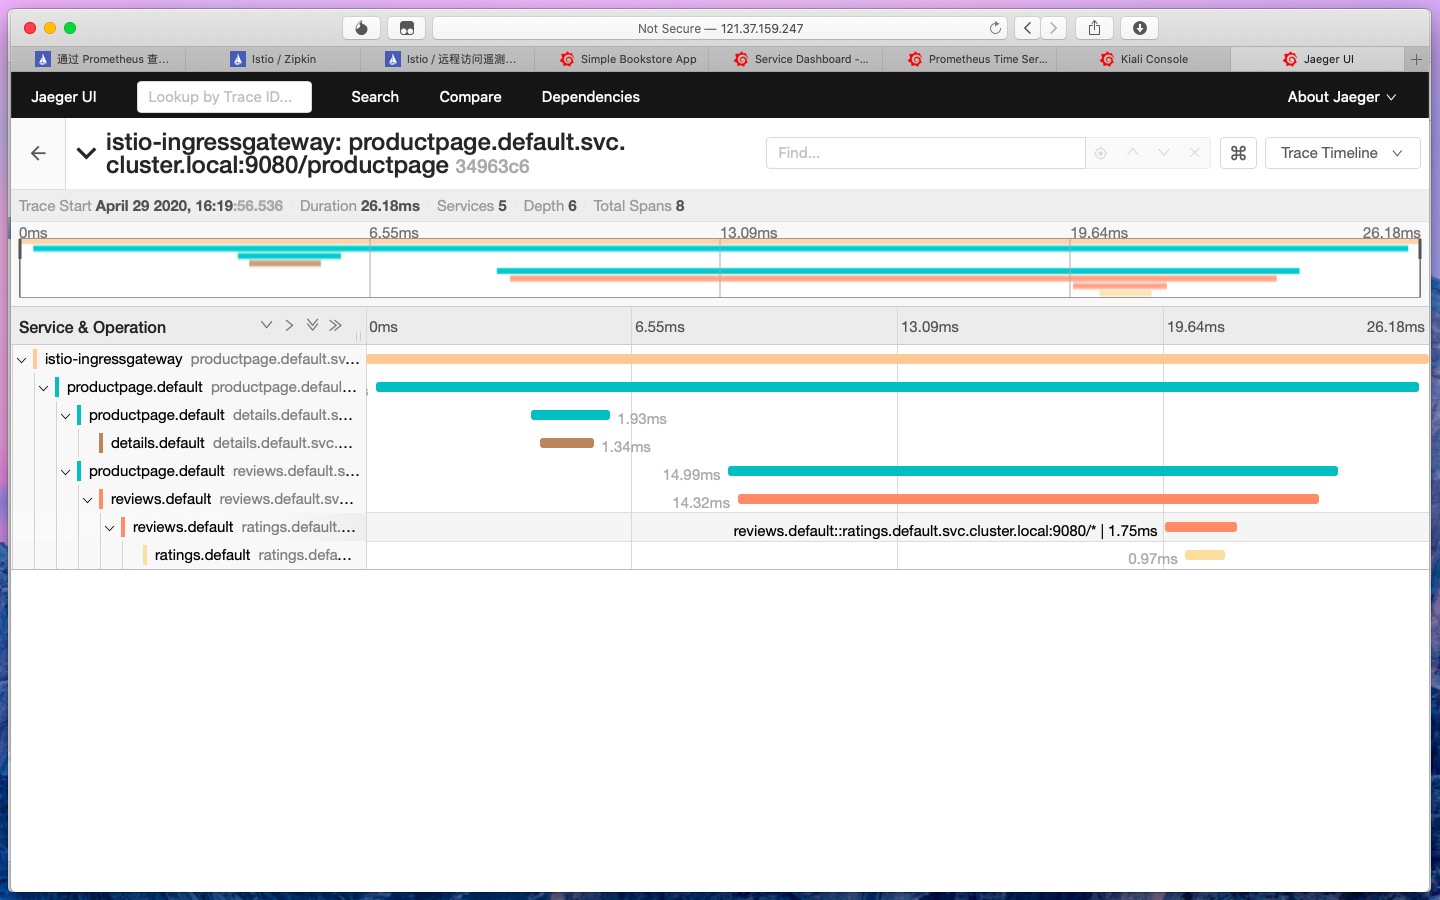 Not Secure — 121.37.159.247
通过 Prometheus 查...
Istio / Zipkin
Istio / 远程访问遥测...
Simple Bookstore App
Service Dashboard -...
Prometheus Time Ser...
Kiali Console
Jaeger UI
Jaeger UI
Lookup by Trace ID...
Search
Compare
Dependencies
About Jaeger
istio-ingressgateway: productpage.default.svc.
cluster.local:9080/productpage 34963c6
Find...
⌘
Trace Timeline
Trace Start April 29 2020, 16:19:56.536 Duration 26.18ms Services 5 Depth 6 Total Spans 8
0ms 6.55ms 13.09ms 19.64ms 26.18ms
Service & Operation
0ms 6.55ms 13.09ms 19.64ms 26.18ms
istio-ingressgateway productpage.default.sv...
productpage.default productpage.defaul...
productpage.default details.default.s... 1.93ms
details.default details.default.svc.... 1.34ms
productpage.default reviews.default.s... 14.99ms
reviews.default reviews.default.sv... 14.32ms
reviews.default ratings.default.... reviews.default::ratings.default.svc.cluster.local:9080/* | 1.75ms
ratings.default ratings.defa... 0.97ms